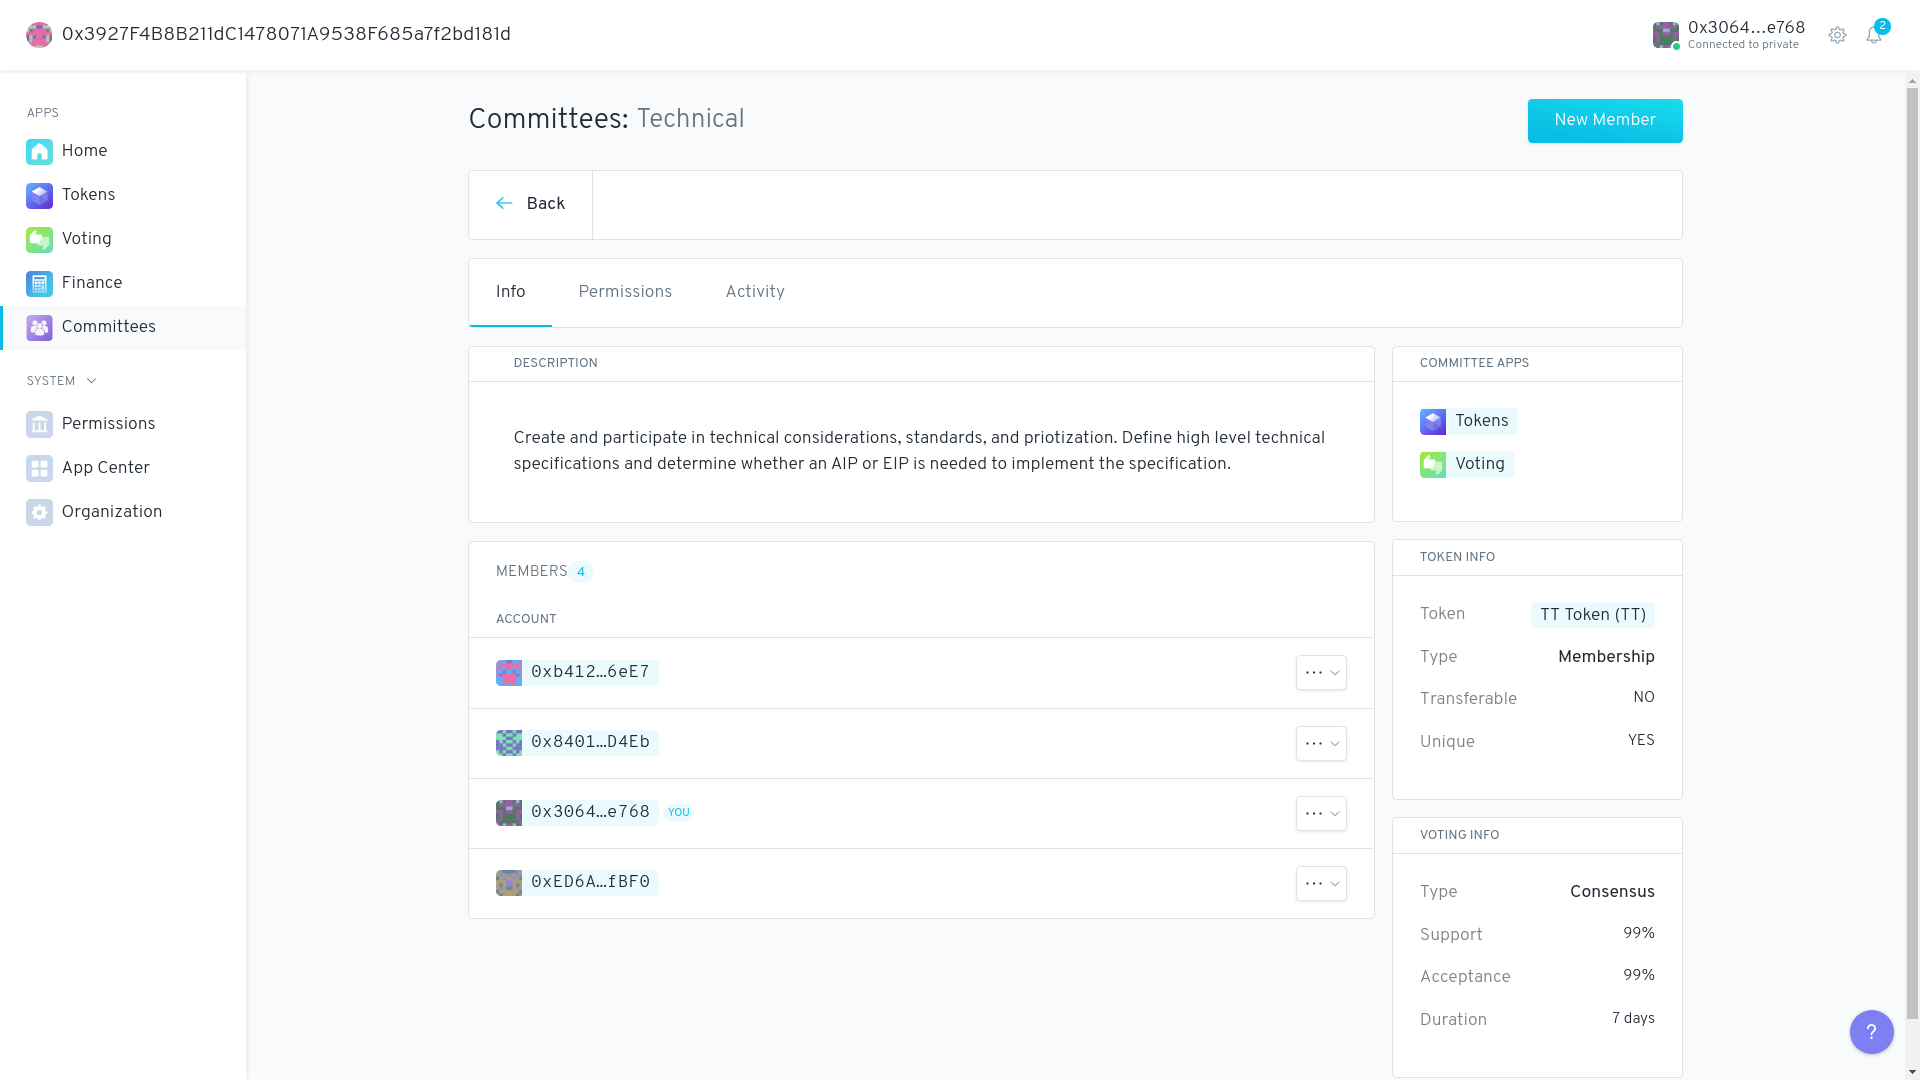 0x3927F4B8B211dC1478071A9538F685a7f2bd181d
0x3064…e768
Connected to private
2
APPS
Home
Tokens
Voting
Finance
Committees
SYSTEM
Permissions
App Center
Organization
Committees: Technical
New Member
Back
Info
Permissions
Activity
DESCRIPTION
Create and participate in technical considerations, standards, and priotization. Define high level technical
specifications and determine whether an AIP or EIP is needed to implement the specification.
MEMBERS 4
ACCOUNT
0xb412…6eE7
0x8401…D4Eb
0x3064…e768 YOU
0xED6A…fBF0
COMMITTEE APPS
Tokens
Voting
TOKEN INFO
Token TT Token (TT)
Type Membership
Transferable NO
Unique YES
VOTING INFO
Type Consensus
Support 99%
Acceptance 99%
Duration 7 days
?